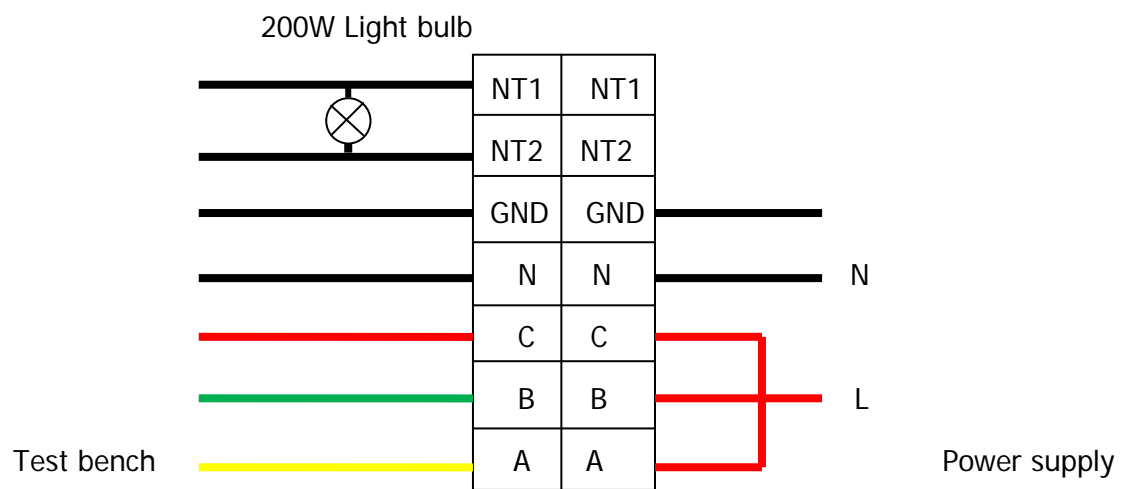 200W Light bulb
NT1 NT1
NT2 NT2
GND GND
N N N
C C
B B L
Test bench A A Power supply